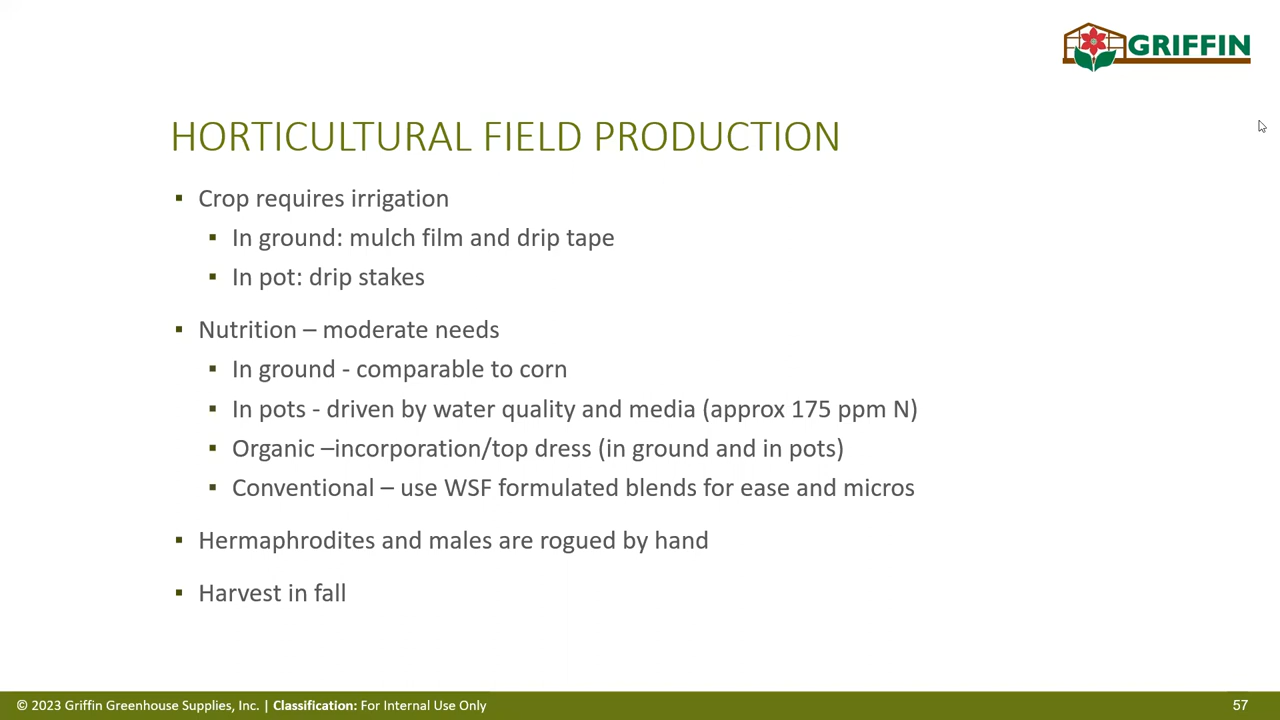 GRIFFIN
HORTICULTURAL FIELD PRODUCTION
▪ Crop requires irrigation
▪ In ground: mulch film and drip tape
▪ In pot: drip stakes
▪ Nutrition – moderate needs
▪ In ground - comparable to corn
▪ In pots - driven by water quality and media (approx 175 ppm N)
▪ Organic –incorporation/top dress (in ground and in pots)
▪ Conventional – use WSF formulated blends for ease and micros
▪ Hermaphrodites and males are rogued by hand
▪ Harvest in fall
© 2023 Griffin Greenhouse Supplies, Inc. | Classification: For Internal Use Only
57